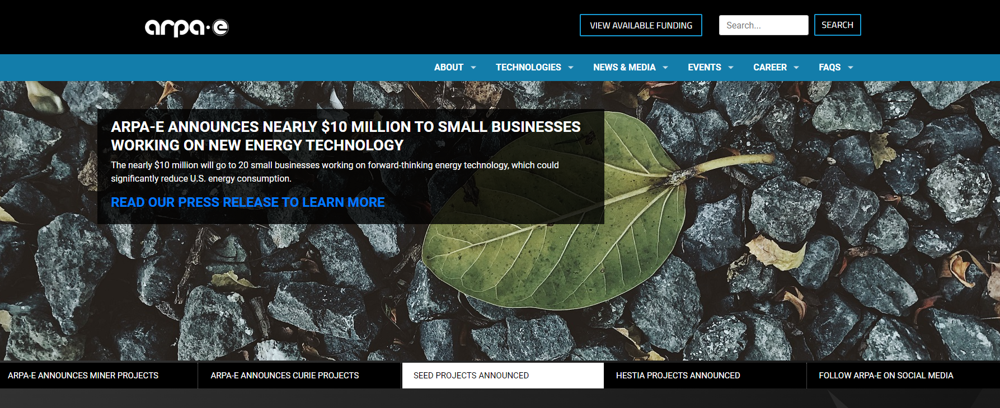 arpa·e
VIEW AVAILABLE FUNDING
Search...
SEARCH
ABOUT
TECHNOLOGIES
NEWS & MEDIA
EVENTS
CAREER
FAQS
ARPA-E ANNOUNCES NEARLY $10 MILLION TO SMALL BUSINESSES
WORKING ON NEW ENERGY TECHNOLOGY
The nearly $10 million will go to 20 small businesses working on forward-thinking energy technology, which could
significantly reduce U.S. energy consumption.
READ OUR PRESS RELEASE TO LEARN MORE
ARPA-E ANNOUNCES MINER PROJECTS
ARPA-E ANNOUNCES CURIE PROJECTS
SEED PROJECTS ANNOUNCED
HESTIA PROJECTS ANNOUNCED
FOLLOW ARPA-E ON SOCIAL MEDIA